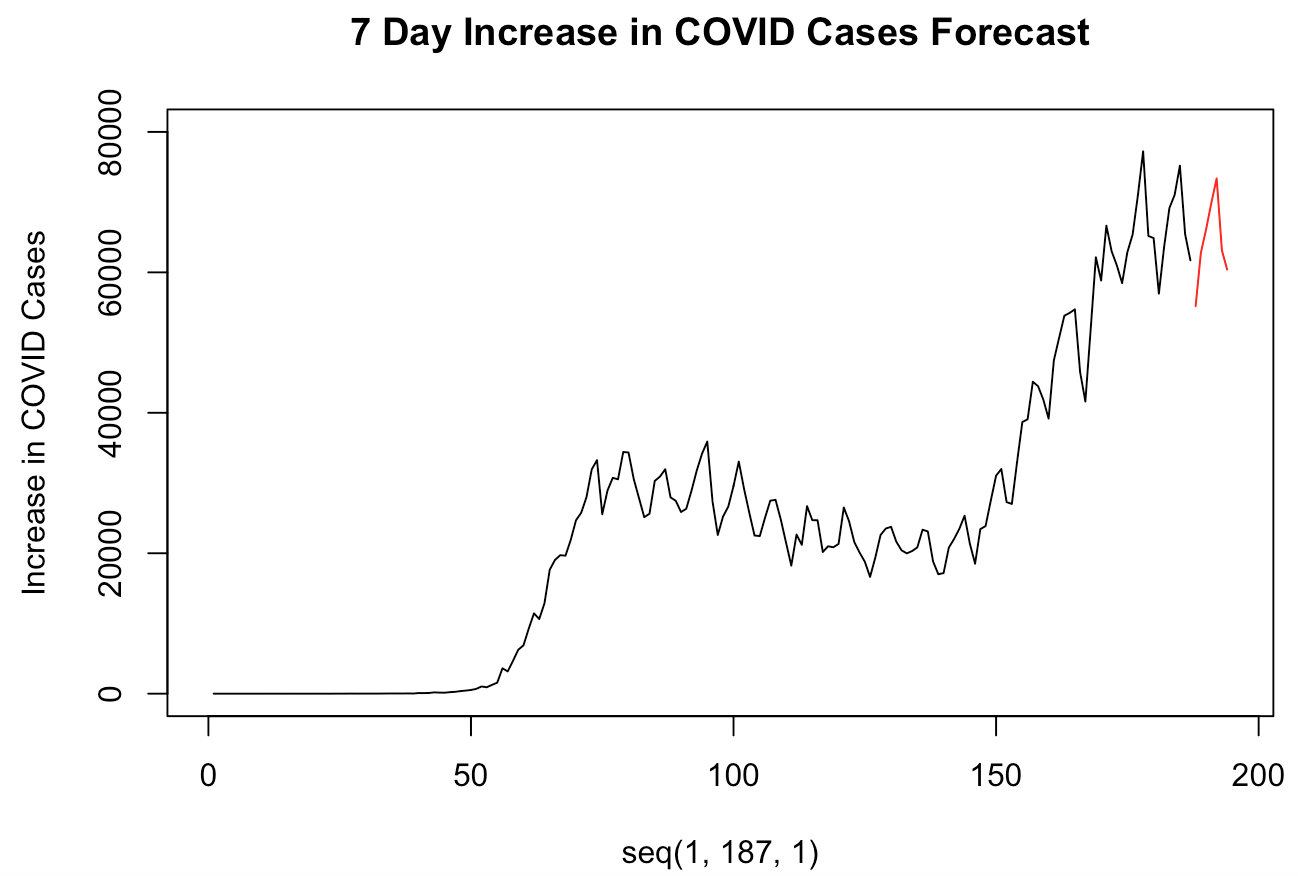 7 Day Increase in COVID Cases Forecast
Increase in COVID Cases
80000
60000
40000
20000
0
0 50 100 150 200
seq(1, 187, 1)